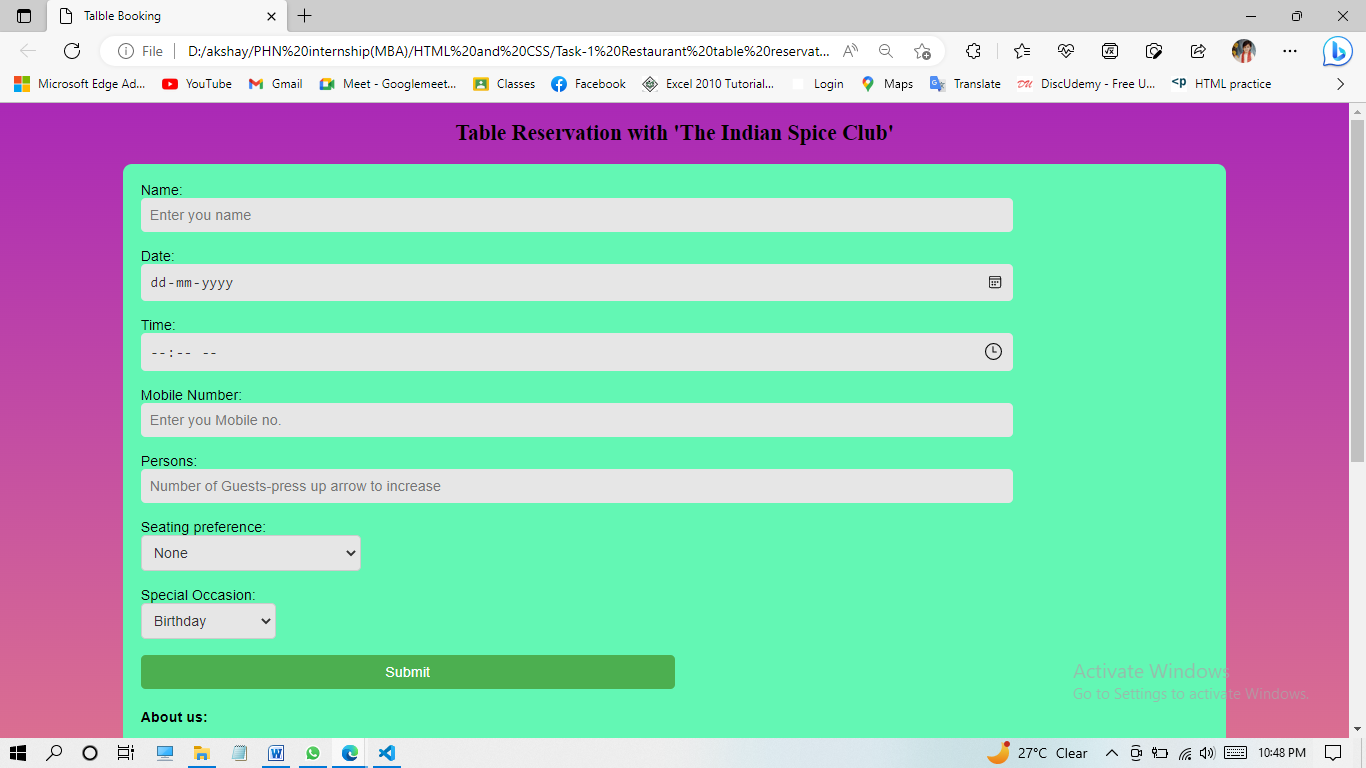 Talble Booking
File
D:/akshay/PHN%20internship(MBA)/HTML%20and%20CSS/Task-1%20Restaurant%20table%20reservat...
Microsoft Edge Ad... YouTube Gmail Meet - Googlemeet... Classes Facebook Excel 2010 Tutorial... Login Maps Translate DU DiscUdemy - Free U... <p HTML practice
Table Reservation with 'The Indian Spice Club'
Name:
Enter you name
Date:
dd-mm-yyyy
Time:
--:-- --
Mobile Number:
Enter you Mobile no.
Persons:
Number of Guests-press up arrow to increase
Seating preference:
None
Special Occasion:
Birthday
Submit
Activate Windows
Go to Settings to activate Windows.
About us:
27°C Clear 10:48 PM